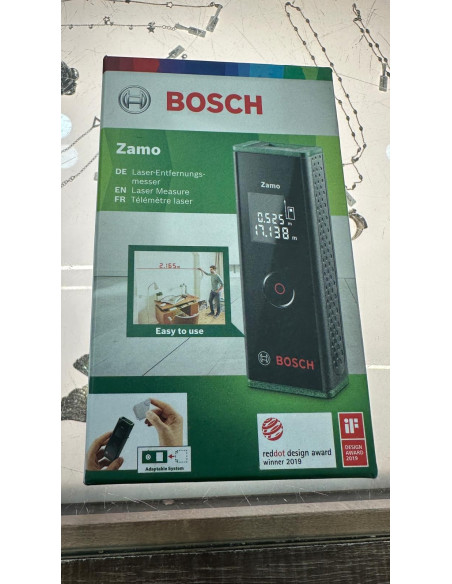 BOSCH
Zamo
DE Laser-Entfernungs-
messer
EN Laser Measure
FR Télémètre laser
Zamo
0.525 m
17.138 m
2.165m
Easy to use
BOSCH
Adaptable System
reddot design award
winner 2019
iF
DESIGN
AWARD
2019